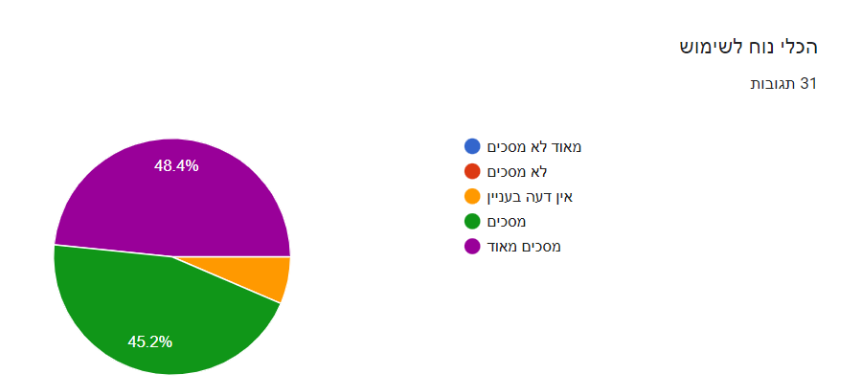 הכלי נוח לשימוש
31 תגובות
מאוד לא מסכים
לא מסכים
אין דעה בעניין
מסכים
מסכים מאוד
48.4%
45.2%